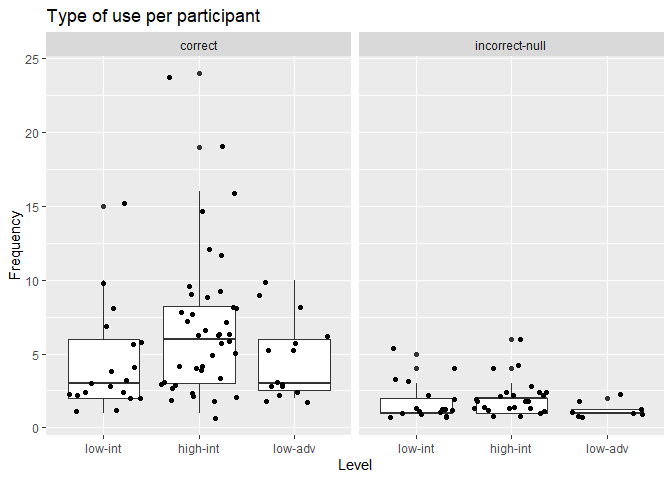 Type of use per participant
correct
incorrect-null
25
20
15
10
5
0
Frequency
low-int
high-int
low-adv
low-int
high-int
low-adv
Level